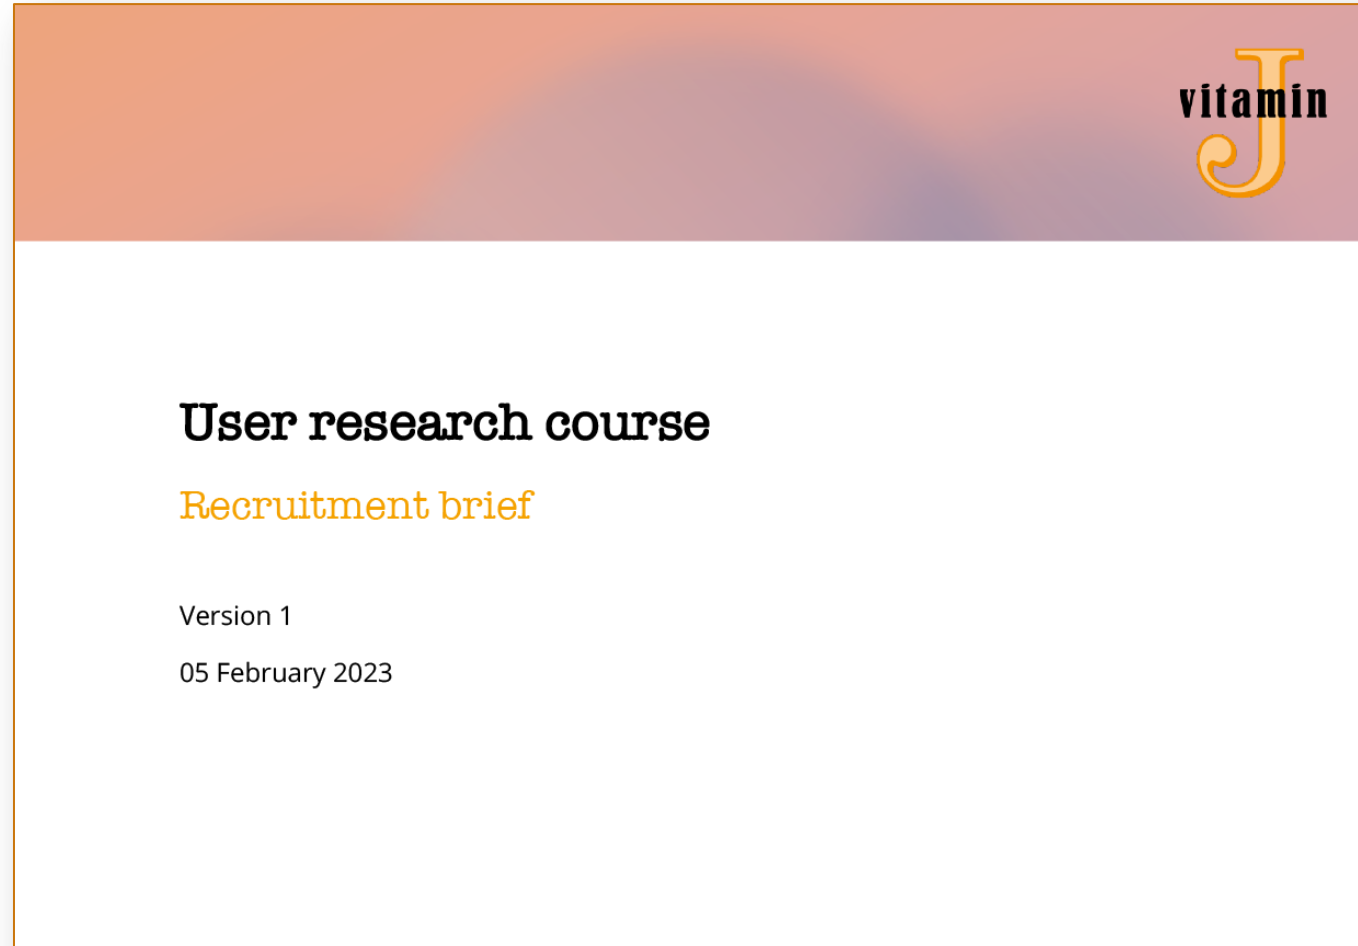 vitamin
J
User research course
Recruitment brief
Version 1
05 February 2023